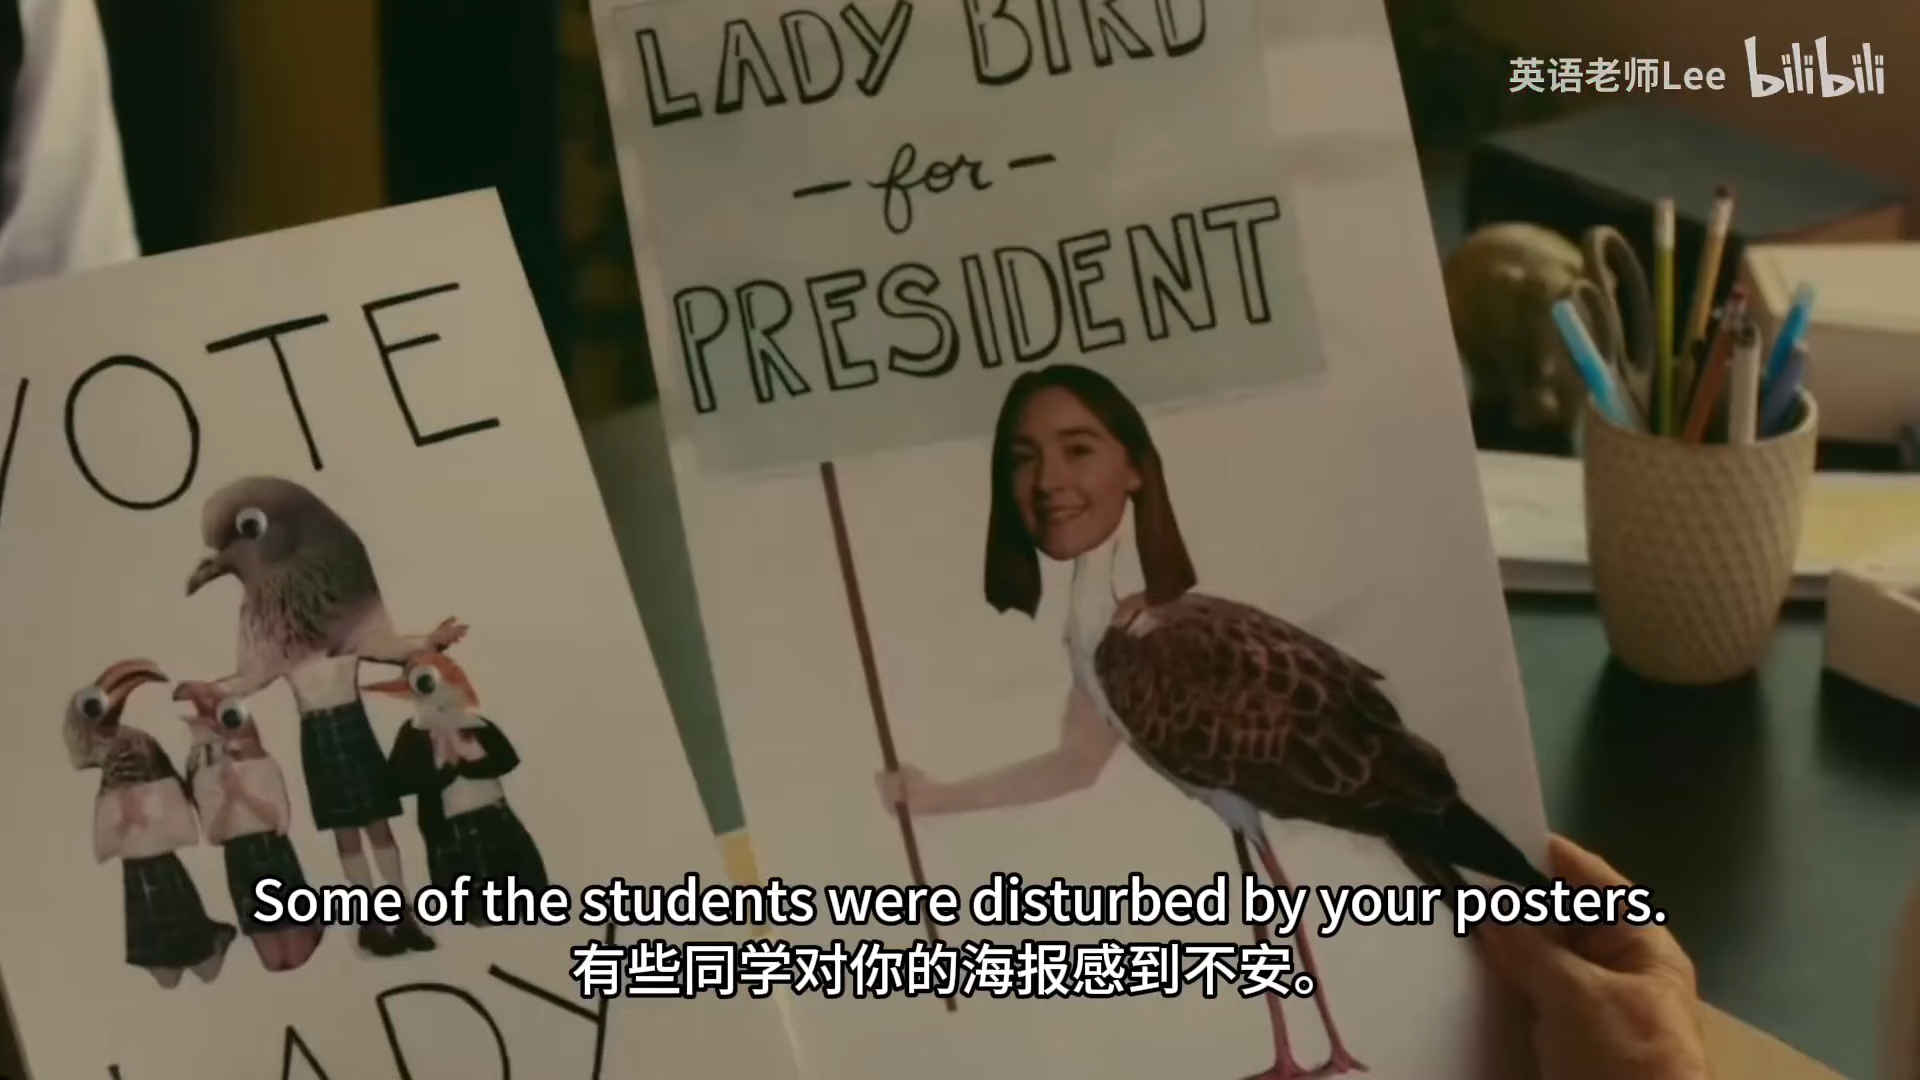 英语老师Lee bilibili
LADY BIRD
- for -
PRESIDENT
VOTE
LADY
Some of the students were disturbed by your posters.
有些同学对你的海报感到不安。